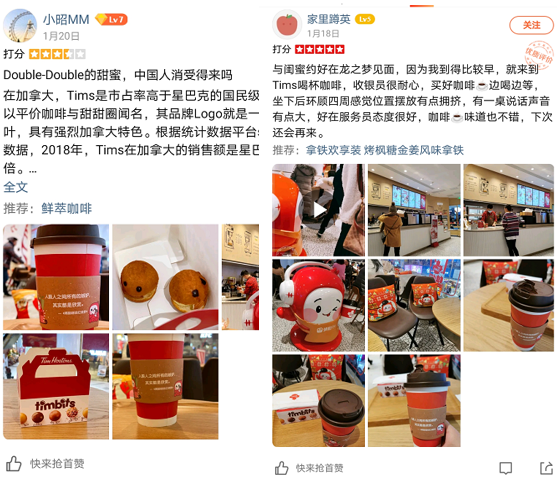 小昭MM Lv7
1月20日
打分
Double-Double的甜蜜，中国人消受得来吗
在加拿大，Tims是市占率高于星巴克的国民级
以平价咖啡与甜甜圈闻名，其品牌Logo就是一
叶，具有强烈加拿大特色。根据统计数据平台
数据，2018年，Tims在加拿大的销售额是星巴
倍。...
全文
推荐：鲜萃咖啡
Tim Hortons
timbits
快来抢首赞
家里蹲英 Lv5
1月18日
关注
优质评价
打分
与闺蜜约好在龙之梦见面，因为我到得比较早，就来到
Tims喝杯咖啡，收银员很耐心，买好咖啡☕边喝边等，
坐下后环顾四周感觉位置摆放有点拥挤，有一桌说话声音
有点大，好在服务员态度很好，咖啡☕味道也不错，下次
还会再来。
推荐：拿铁欢享装 烤枫糖金姜风味拿铁
快来抢首赞